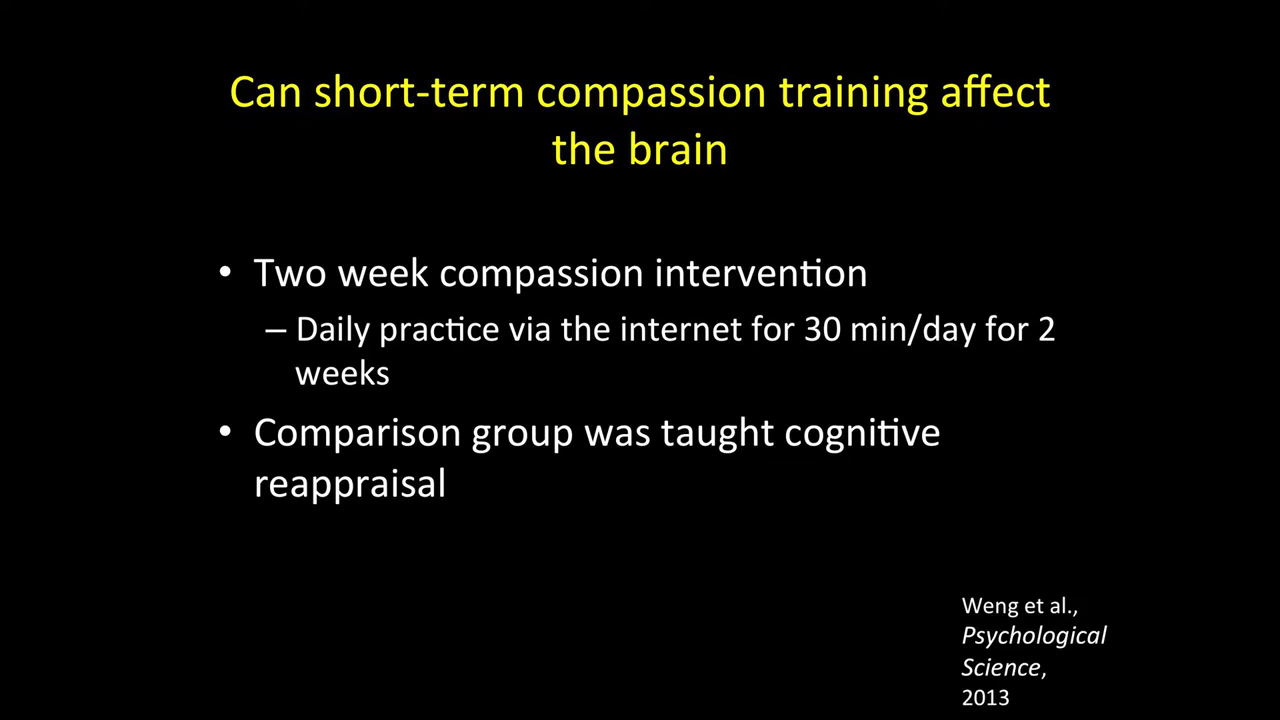 Can short-term compassion training affect
the brain
• Two week compassion intervention
– Daily practice via the internet for 30 min/day for 2
weeks
• Comparison group was taught cognitive
reappraisal
Weng et al.,
Psychological
Science,
2013